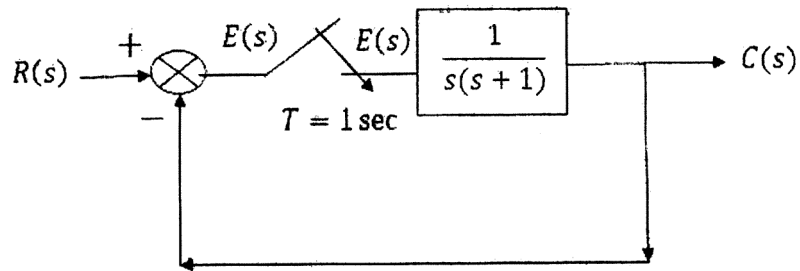 + E(s) E(s) 1
R(s) s(s + 1) C(s)
− T = 1 sec